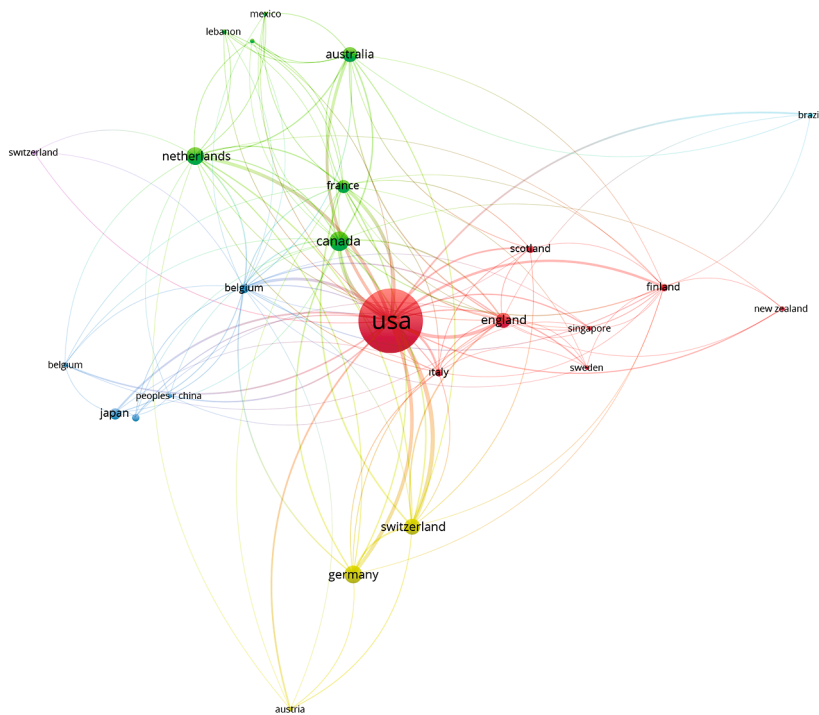 mexico
lebanon
australia
brazi
switzerland
netherlands
france
canada
scotland
belgium
finland
new zealand
usa
england
singapore
belgium
italy
sweden
peoples r china
japan
switzerland
germany
austria